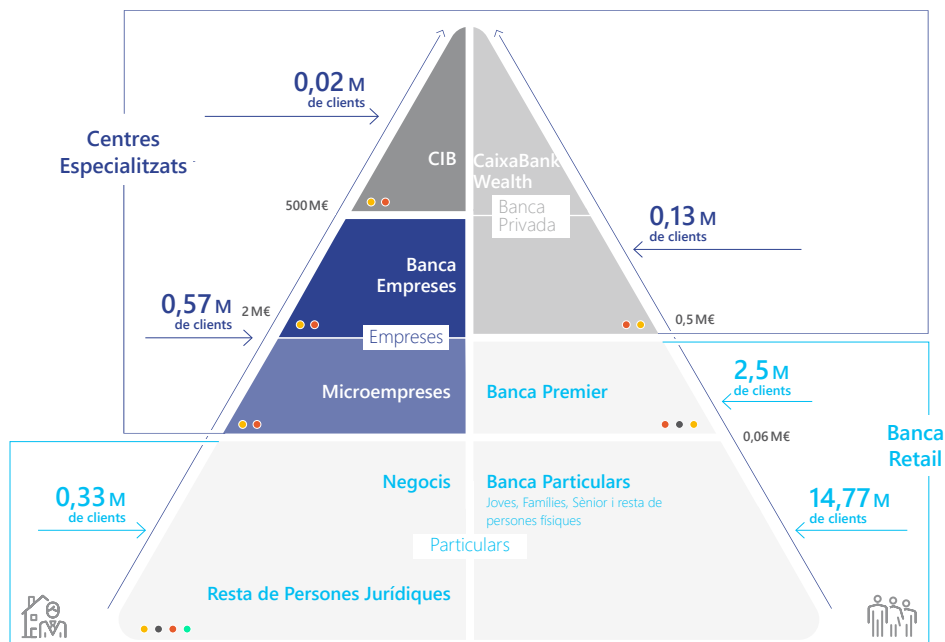 0,02 M
de clients
Centres
Especialitzats
CIB
CaixaBank
Wealth
Banca
Privada
500 M€
0,13 M
de clients
Banca
Empreses
0,57 M
de clients
2 M€
0,5 M€
Empreses
Microempreses
Banca Premier
2,5 M
de clients
0,06 M€
Banca
Retail
Negocis
Banca Particulars
Joves, Famílies, Sènior i resta de
persones físiques
0,33 M
de clients
14,77 M
de clients
Particulars
Resta de Persones Jurídiques